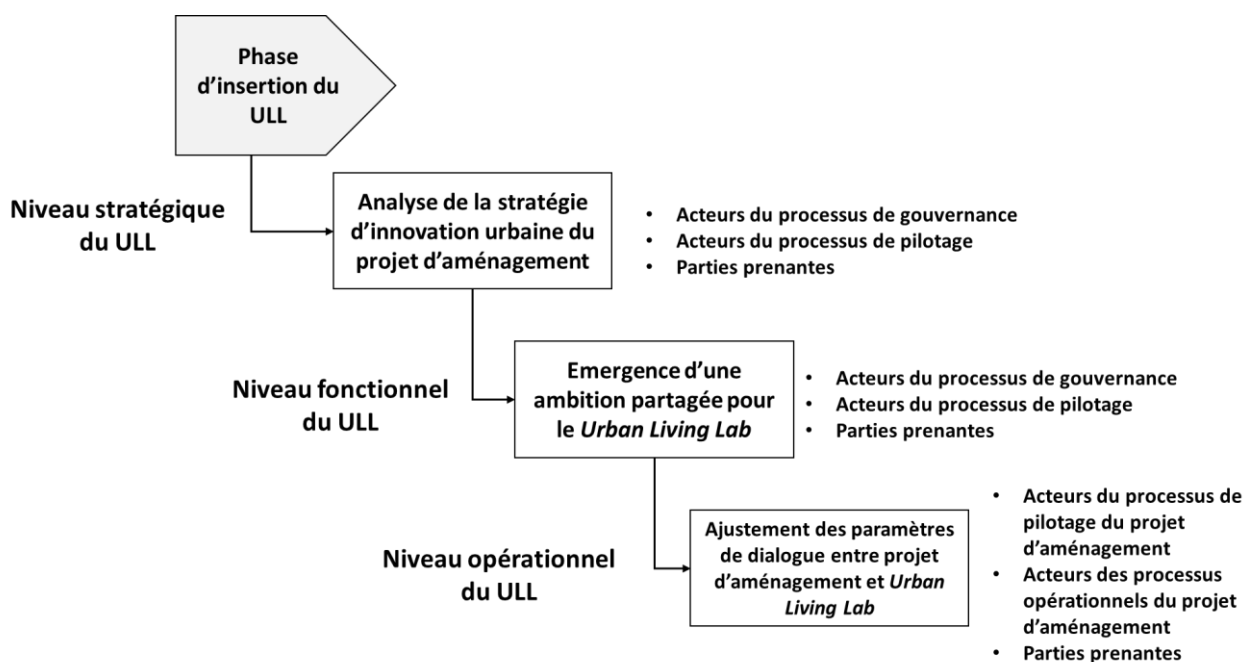 Phase
d’insertion du
ULL
Niveau stratégique
du ULL
Analyse de la stratégie
d’innovation urbaine du
projet d’aménagement
• Acteurs du processus de gouvernance
• Acteurs du processus de pilotage
• Parties prenantes
Niveau fonctionnel
du ULL
Emergence d’une
ambition partagée pour
le Urban Living Lab
• Acteurs du processus de gouvernance
• Acteurs du processus de pilotage
• Parties prenantes
Niveau opérationnel
du ULL
Ajustement des paramètres
de dialogue entre projet
d’aménagement et Urban
Living Lab
• Acteurs du processus de
pilotage du projet
d’aménagement
• Acteurs des processus
opérationnels du projet
d’aménagement
• Parties prenantes